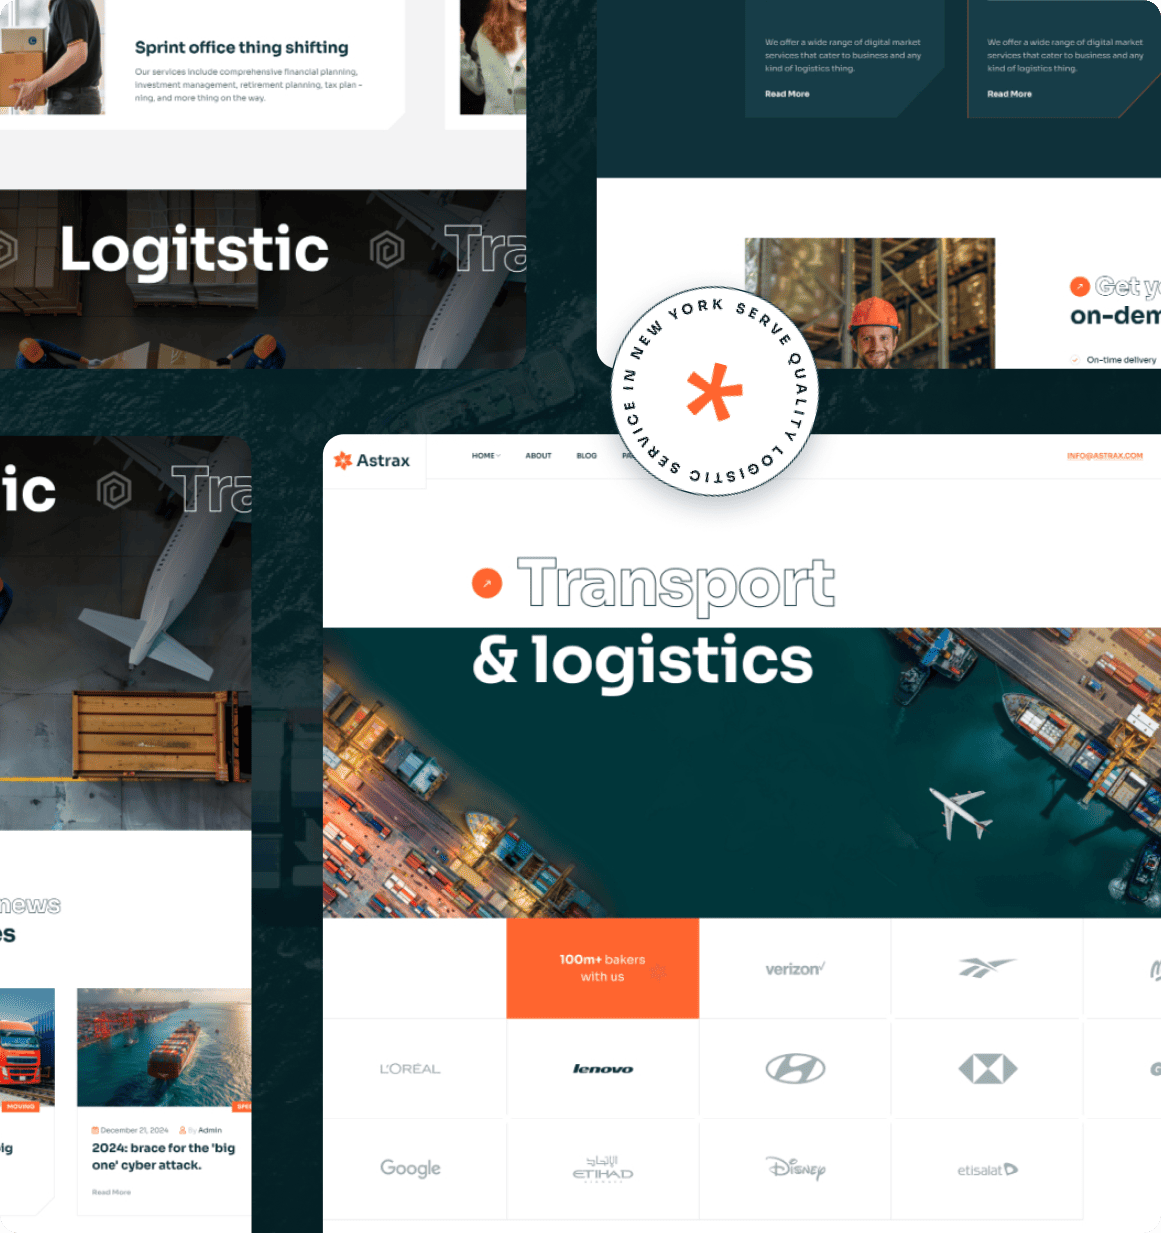 Sprint office thing shifting
Our services include comprehensive financial planning,
investment management, retirement planning, tax plan -
ning, and more thing on the way.
We offer a wide range of digital market
services that cater to business and any
kind of logistics thing.
Read More
We offer a wide range of digital market
services that cater to business and any
kind of logistics thing.
Read More
Logitstic
Tra
Get yo
on-dem
On-time delivery
SERVE QUALITY LOGISTIC SERVICE IN NEW YORK
ic
Tra
Astrax
HOME
ABOUT
BLOG
INFO@ASTRAX.COM
Transport
& logistics
100m+ bakers
with us
verizon
L'ORÉAL
lenovo
Google
الإتحاد
ETIHAD
AIRWAYS
Disney
etisalat
news
es
MOVING
SPE
December 21, 2024
By Admin
ig
2024: brace for the 'big
one' cyber attack.
Read More